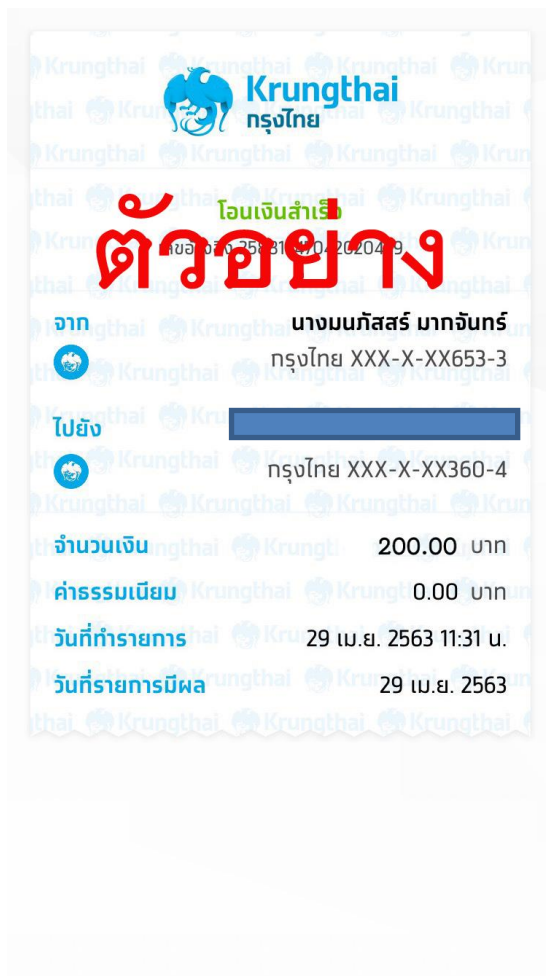 Krungthai
กรุงไทย
โอนเงินสำเร็จ
ตัวอย่าง
จาก
นางมนภัสสร์ มากจันทร์
กรุงไทย XXX-X-XX653-3
ไปยัง
กรุงไทย XXX-X-XX360-4
จำนวนเงิน 200.00 บาท
ค่าธรรมเนียม 0.00 บาท
วันที่ทำรายการ 29 เม.ย. 2563 11:31 น.
วันที่รายการมีผล 29 เม.ย. 2563